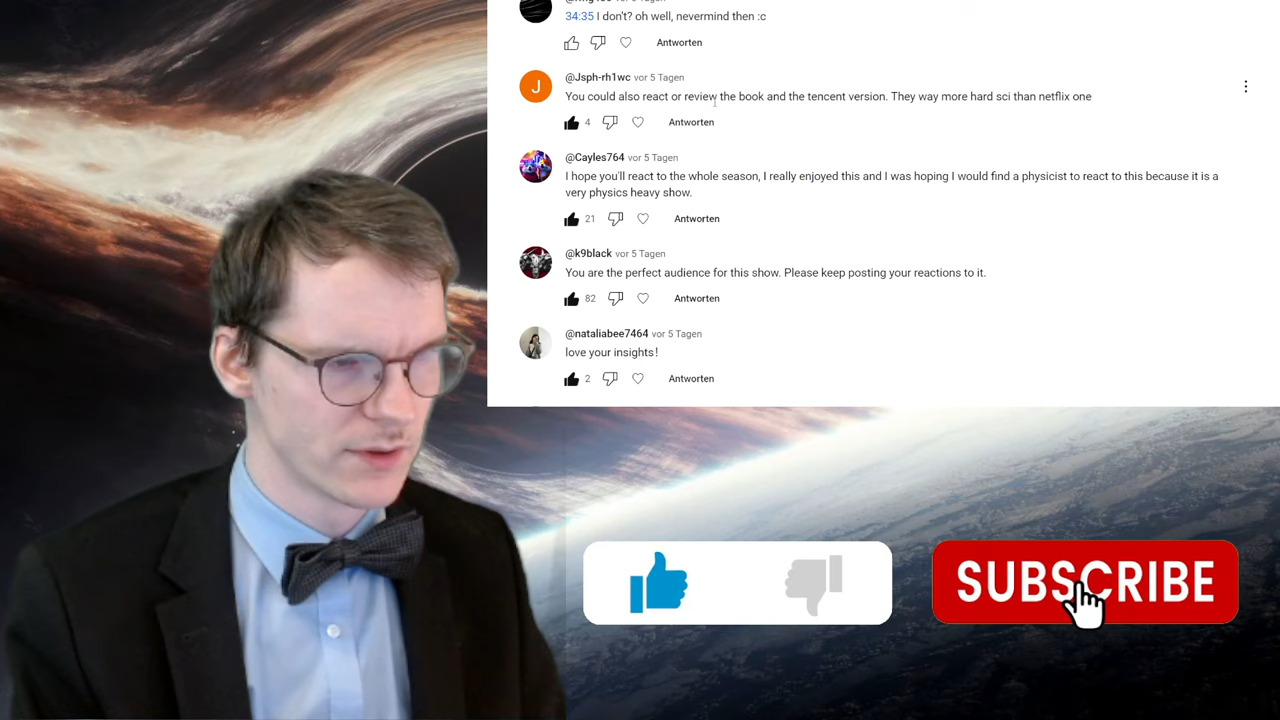 34:35 I don't? oh well, nevermind then :c
Antworten
@Jsph-rh1wc vor 5 Tagen
You could also react or review the book and the tencent version. They way more hard sci than netflix one
4 Antworten
@Cayles764 vor 5 Tagen
I hope you'll react to the whole season, I really enjoyed this and I was hoping I would find a physicist to react to this because it is a
very physics heavy show.
21 Antworten
@k9black vor 5 Tagen
You are the perfect audience for this show. Please keep posting your reactions to it.
82 Antworten
@nataliabee7464 vor 5 Tagen
love your insights!
2 Antworten
J
SUBSCRIBE